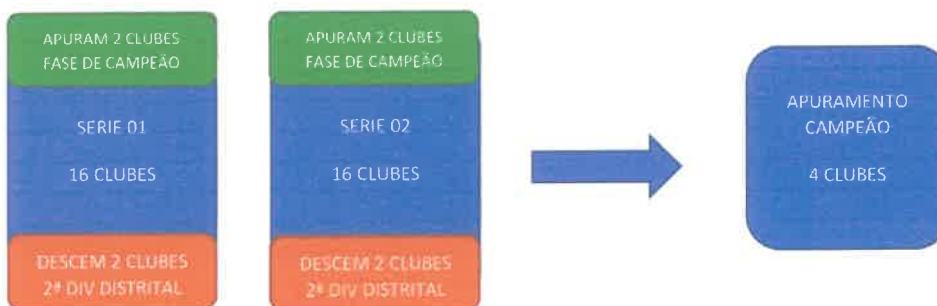 APURAM 2 CLUBES
FASE DE CAMPEÃO
SERIE 01
16 CLUBES
DESCEM 2 CLUBES
2ª DIV DISTRITAL
APURAM 2 CLUBES
FASE DE CAMPEÃO
SERIE 02
16 CLUBES
DESCEM 2 CLUBES
2ª DIV DISTRITAL
APURAMENTO
CAMPEÃO
4 CLUBES